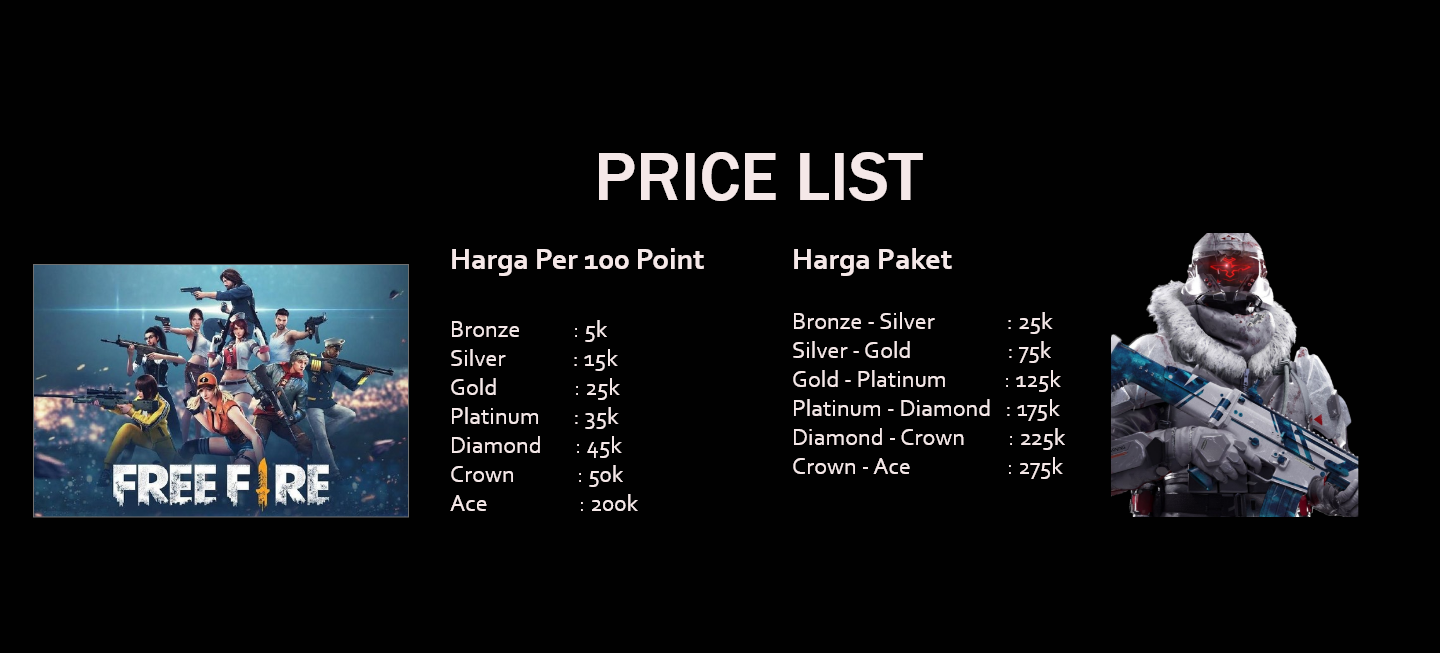 PRICE LIST
Harga Per 100 Point
Bronze : 5k
Silver : 15k
Gold : 25k
Platinum : 35k
Diamond : 45k
Crown : 50k
Ace : 200k
Harga Paket
Bronze - Silver : 25k
Silver - Gold : 75k
Gold - Platinum : 125k
Platinum - Diamond : 175k
Diamond - Crown : 225k
Crown - Ace : 275k
FREE FIRE